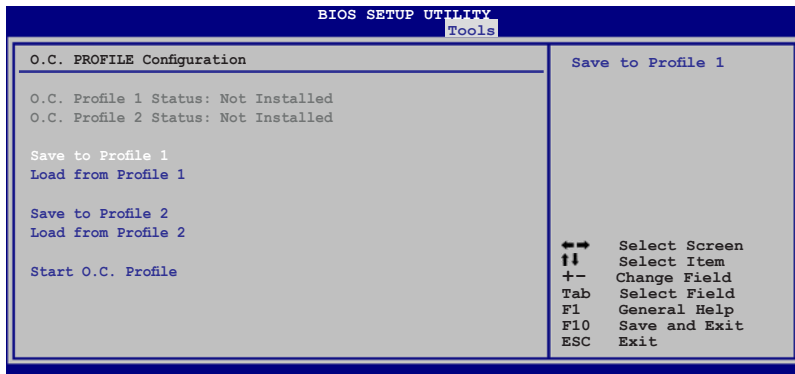 BIOS SETUP UTILITY
Tools
O.C. PROFILE Configuration
O.C. Profile 1 Status: Not Installed
O.C. Profile 2 Status: Not Installed
Save to Profile 1
Load from Profile 1
Save to Profile 2
Load from Profile 2
Start O.C. Profile
Save to Profile 1
←→ Select Screen
↑↓ Select Item
+- Change Field
Tab Select Field
F1 General Help
F10 Save and Exit
ESC Exit